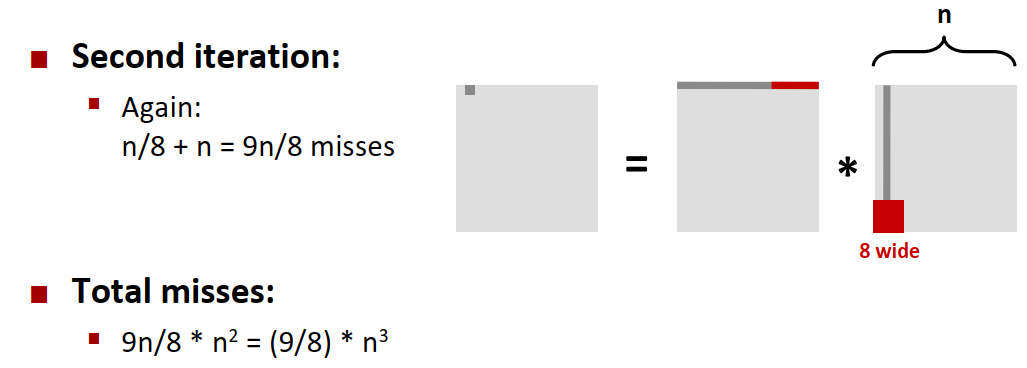 n
Second iteration:
Again:
n/8 + n = 9n/8 misses
=
*
8 wide
Total misses:
9n/8 * n² = (9/8) * n³